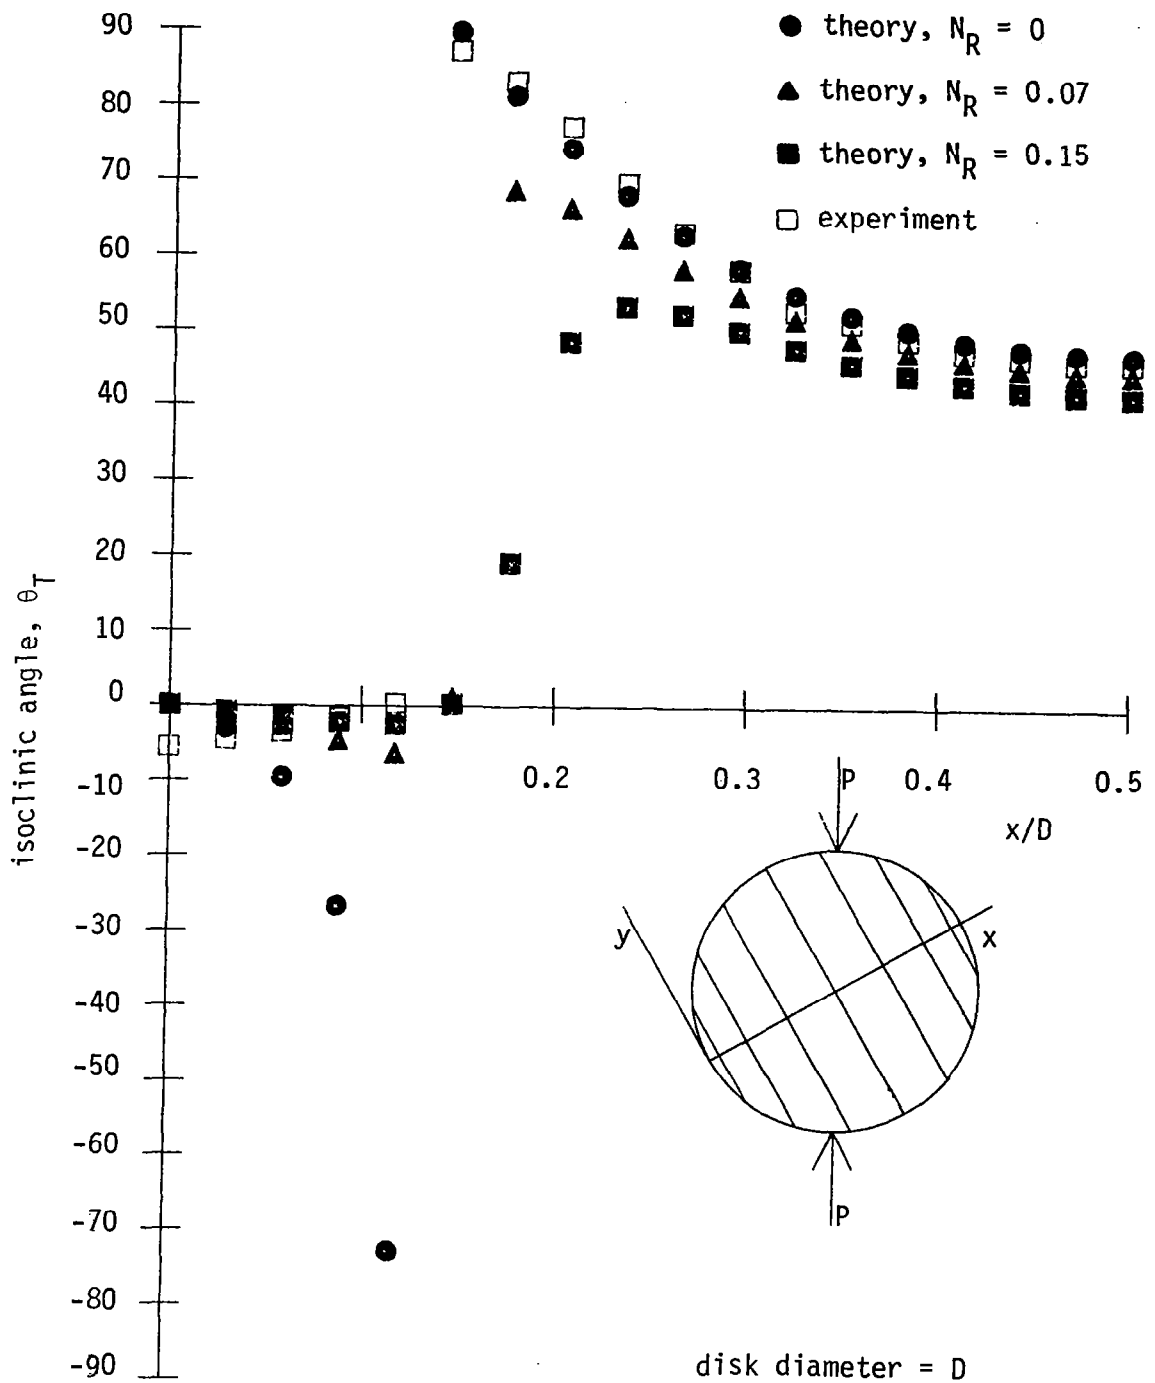 90
80
70
60
50
40
30
20
10
0
-10
-20
-30
-40
-50
-60
-70
-80
-90
isoclinic angle, θT
theory, NR = 0
theory, NR = 0.07
theory, NR = 0.15
experiment
0.2
0.3
0.4
0.5
x/D
P
y
x
P
disk diameter = D